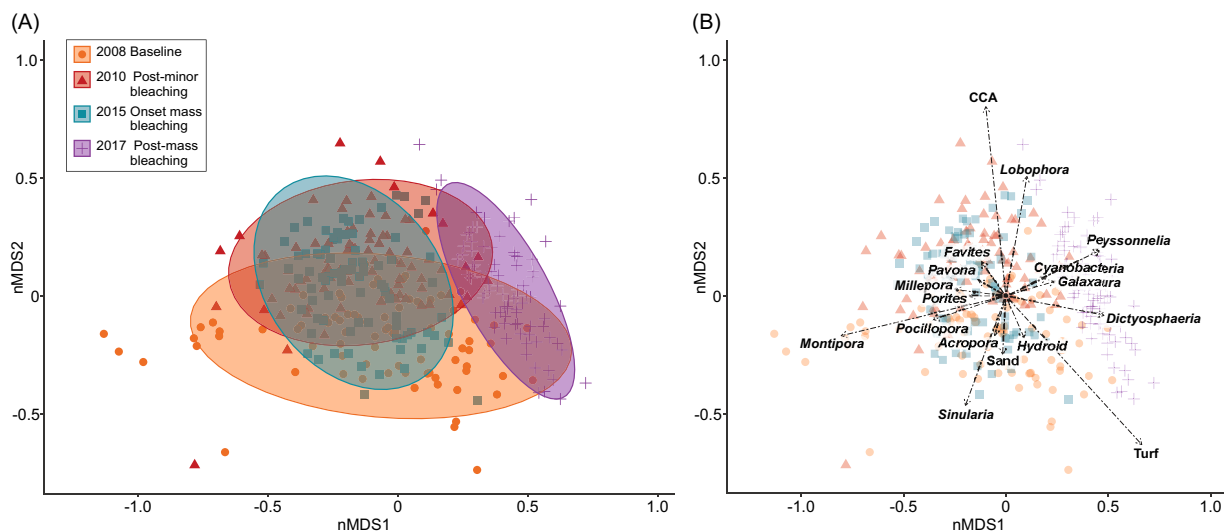 (A)
2008 Baseline
2010 Post-minor
bleaching
2015 Onset mass
bleaching
2017 Post-mass
bleaching
1.0
0.5
0
-0.5
nMDS2
-1.0
-0.5
0
0.5
1.0
nMDS1
(B)
1.0
0.5
0
-0.5
nMDS2
CCA
Lobophora
Peyssonnelia
Favites
Cyanobacteria
Pavona
Galaxaura
Millepora
Porites
Dictyosphaeria
Pocillopora
Montipora
Acropora
Hydroid
Sand
Sinularia
Turf
-1.0
-0.5
0
0.5
1.0
nMDS1